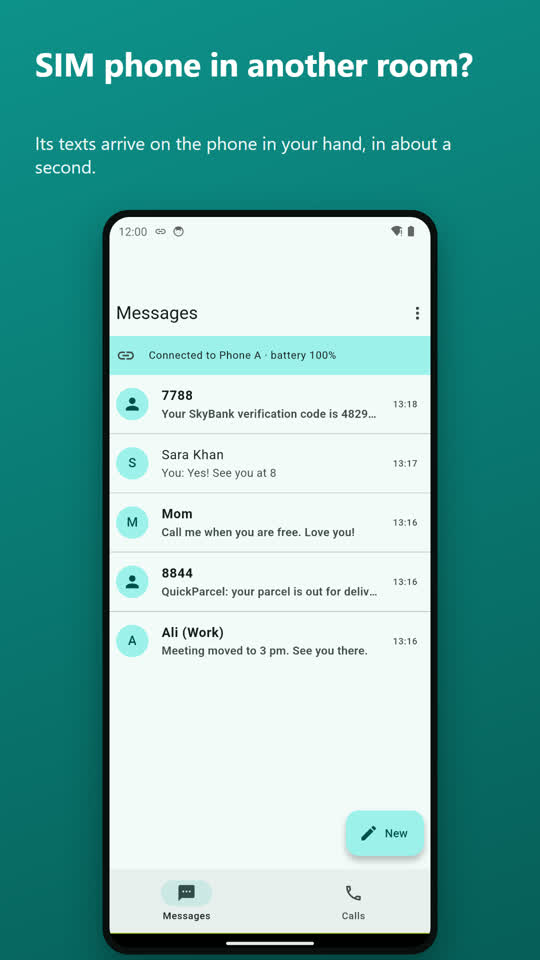 SIM phone in another room?
Its texts arrive on the phone in your hand, in about a
second.
12:00
Messages
Connected to Phone A · battery 100%
7788
Your SkyBank verification code is 4829…
13:18
S
Sara Khan
You: Yes! See you at 8
13:17
M
Mom
Call me when you are free. Love you!
13:16
8844
QuickParcel: your parcel is out for deliv…
13:16
A
Ali (Work)
Meeting moved to 3 pm. See you there.
13:16
New
Messages
Calls